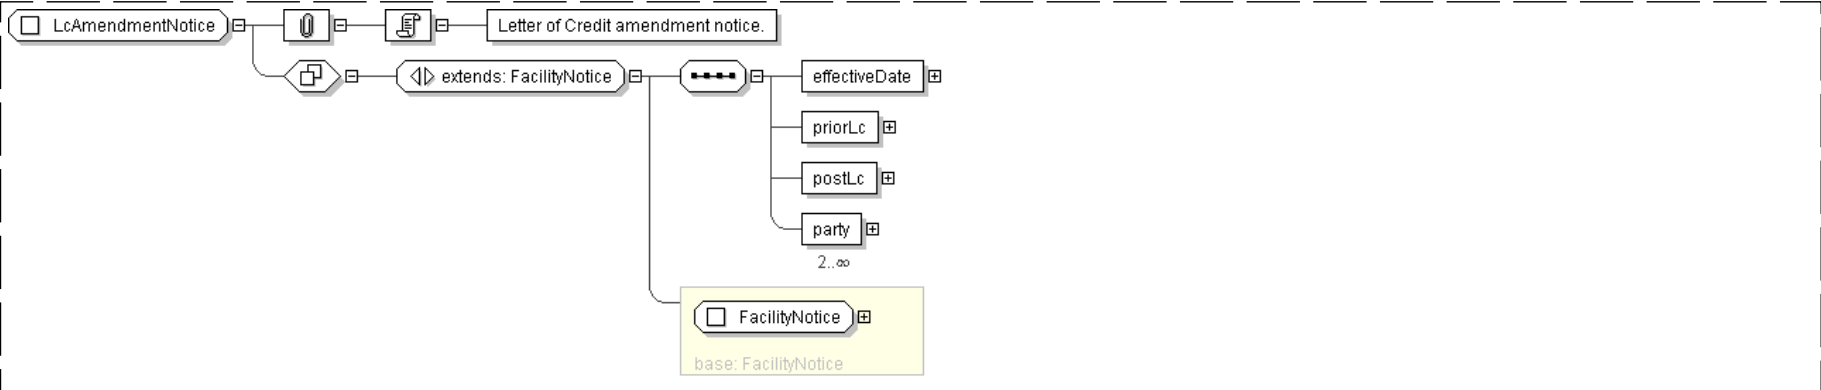 LcAmendmentNotice
Letter of Credit amendment notice.
extends: FacilityNotice
effectiveDate
priorLc
postLc
party
2..∞
FacilityNotice
base: FacilityNotice